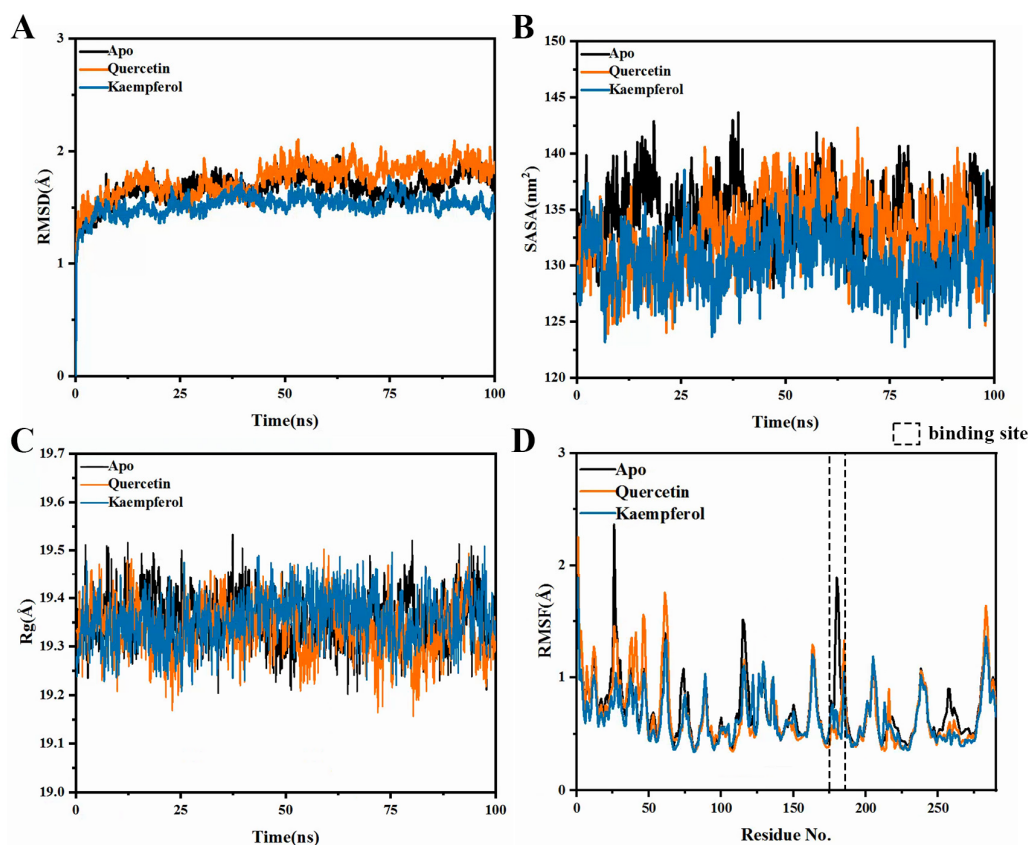 A
3
2
1
0
RMSD(Å)
Apo
Quercetin
Kaempferol
0 25 50 75 100
Time(ns)
B
150
145
140
135
130
125
120
SASA(nm²)
Apo
Quercetin
Kaempferol
0 25 50 75 100
Time(ns)
C
19.7
19.6
19.5
19.4
19.3
19.2
19.1
19.0
Rg(Å)
Apo
Quercetin
Kaempferol
0 25 50 75 100
Time(ns)
binding site
D
3
2
1
0
RMSF(Å)
Apo
Quercetin
Kaempferol
0 50 100 150 200 250
Residue No.